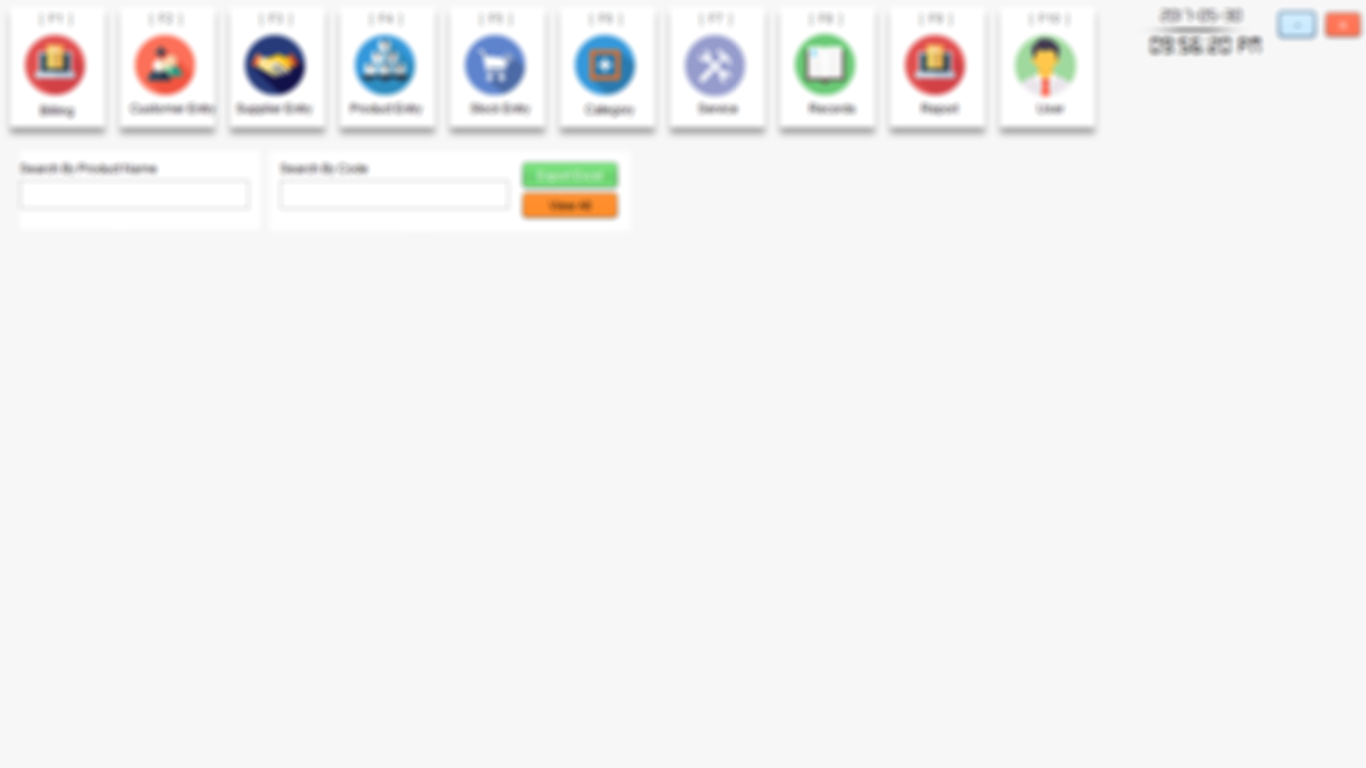 [ F1 ] [ F2 ] [ F3 ] [ F4 ] [ F5 ] [ F6 ] [ F7 ] [ F8 ] [ F9 ] [ F10 ]
Billing Customer Entry Supplier Entry Product Entry Stock Entry Category Service Records Report User
2017-05-30
09:56:20 PM
Search By Product Name
Search By Code
Export Excel
View All